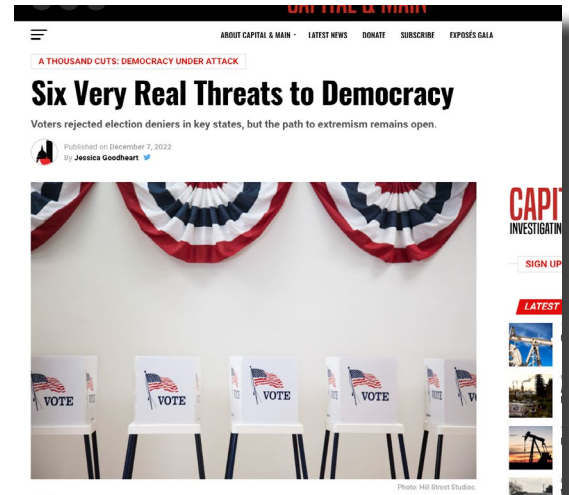 CAPITAL & MAIN
ABOUT CAPITAL & MAIN - LATEST NEWS DONATE SUBSCRIBE EXPOSÉS GALA
A THOUSAND CUTS: DEMOCRACY UNDER ATTACK
Six Very Real Threats to Democracy
Voters rejected election deniers in key states, but the path to extremism remains open.
Published on December 7, 2022
By Jessica Goodheart
CAPI
INVESTIGATIN
SIGN UP
LATEST
VOTE VOTE VOTE VOTE V
Photo: Hill Street Studios.